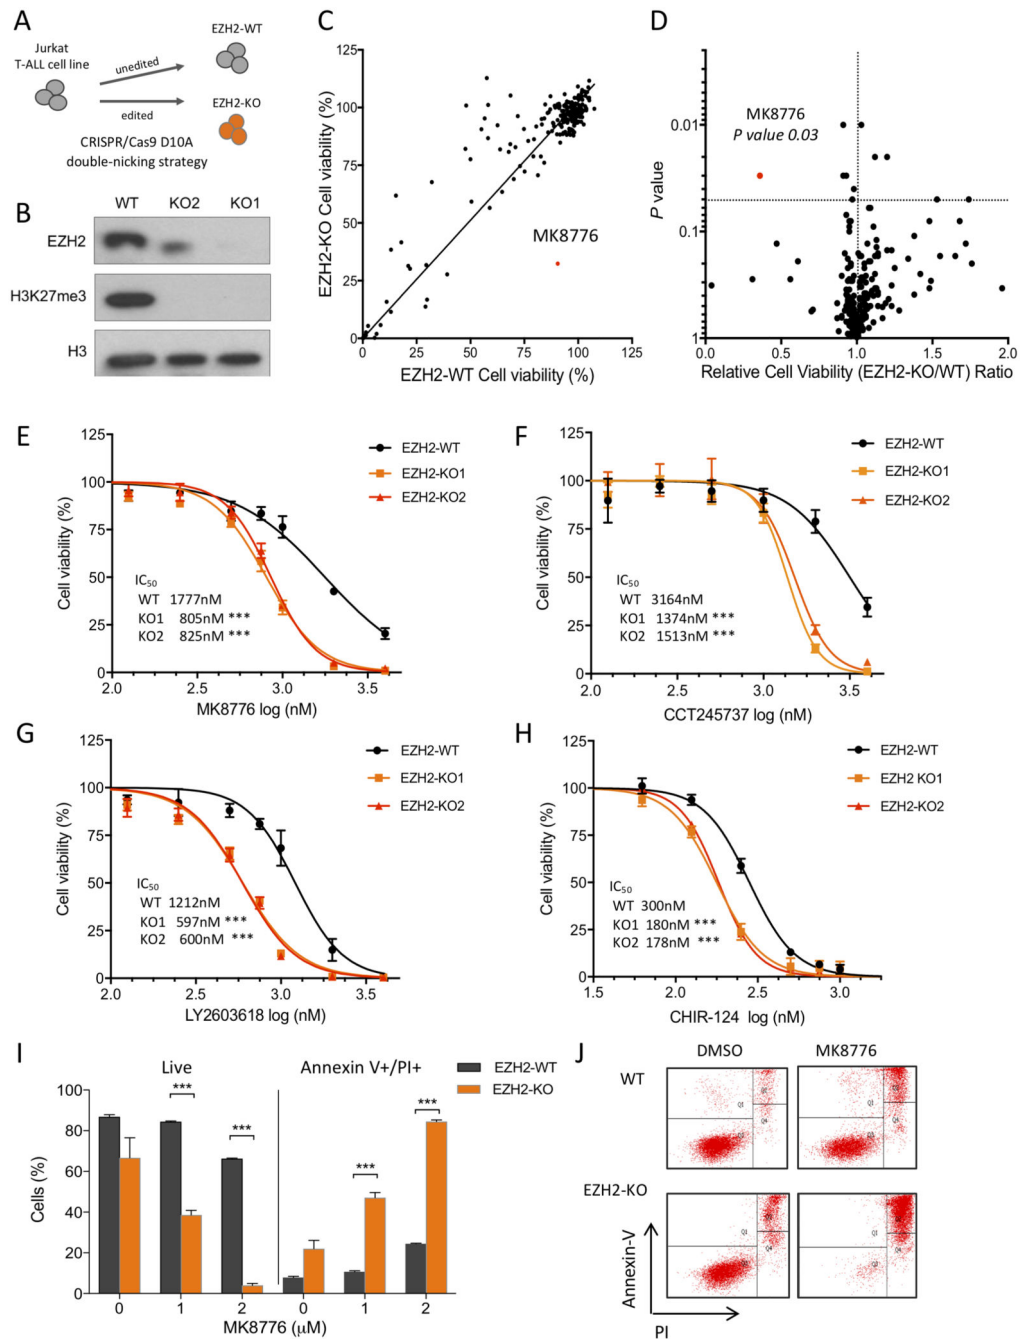 A
Jurkat
T-ALL cell line
unedited
edited
EZH2-WT
EZH2-KO
CRISPR/Cas9 D10A
double-nicking strategy
B
WT KO2 KO1
EZH2
H3K27me3
H3
C
EZH2-KO Cell viability (%)
125
100
75
50
25
0
MK8776
0 25 50 75 100 125
EZH2-WT Cell viability (%)
D
P value
0.01
0.1
1
MK8776
P value 0.03
0.0 0.5 1.0 1.5 2.0
Relative Cell Viability (EZH2-KO/WT) Ratio
E
Cell viability (%)
125
100
75
50
25
0
EZH2-WT
EZH2-KO1
EZH2-KO2
IC50
WT 1777nM
KO1 805nM ***
KO2 825nM ***
2.0 2.5 3.0 3.5
MK8776 log (nM)
F
Cell viability (%)
125
100
75
50
25
0
EZH2-WT
EZH2-KO1
EZH2-KO2
IC50
WT 3164nM
KO1 1374nM ***
KO2 1513nM ***
2.0 2.5 3.0 3.5
CCT245737 log (nM)
G
Cell viability (%)
125
100
75
50
25
0
EZH2-WT
EZH2-KO1
EZH2-KO2
IC50
WT 1212nM
KO1 597nM ***
KO2 600nM ***
2.0 2.5 3.0 3.5
LY2603618 log (nM)
H
Cell viability (%)
125
100
75
50
25
0
EZH2-WT
EZH2 KO1
EZH2-KO2
IC50
WT 300nM
KO1 180nM ***
KO2 178nM ***
1.5 2.0 2.5 3.0
CHIR-124 log (nM)
I
Live
Annexin V+/PI+
EZH2-WT
EZH2-KO
Cells (%)
100
80
60
40
20
0
*** *** *** ***
0 1 2 0 1 2
MK8776 (µM)
J
DMSO MK8776
WT
EZH2-KO
Annexin-V
PI